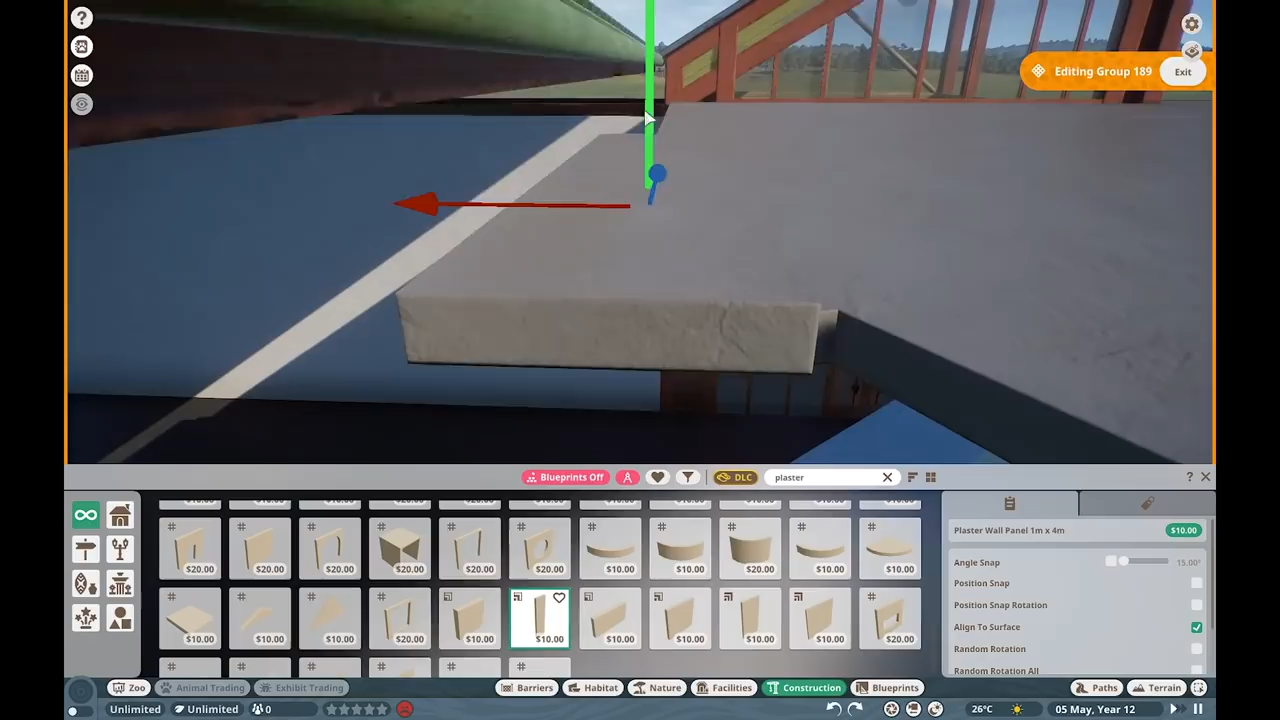 ?
Editing Group 189
Exit
Blueprints Off
DLC
plaster
?
Plaster Wall Panel 1m x 4m
$10.00
$20.00
$20.00
$20.00
$20.00
$20.00
$20.00
$10.00
$10.00
$20.00
$10.00
$10.00
Angle Snap
15.00°
Position Snap
Position Snap Rotation
Align To Surface
Random Rotation
Random Rotation All
$10.00
$10.00
$10.00
$20.00
$10.00
$10.00
$10.00
$10.00
$10.00
$10.00
$20.00
Zoo
Animal Trading
Exhibit Trading
Barriers
Habitat
Nature
Facilities
Construction
Blueprints
Paths
Terrain
Unlimited
Unlimited
0
26°C
05 May, Year 12